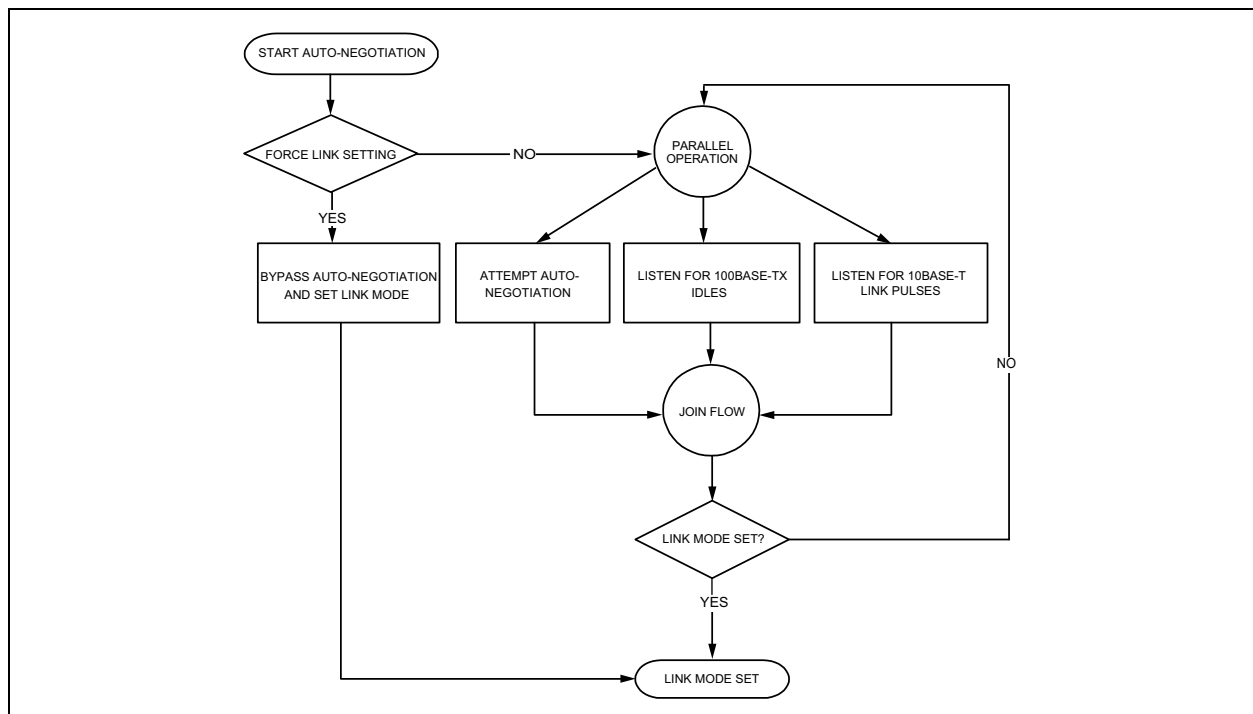 START AUTO-NEGOTIATION
FORCE LINK SETTING
NO
PARALLEL
OPERATION
YES
BYPASS AUTO-NEGOTIATION
AND SET LINK MODE
ATTEMPT AUTO-
NEGOTIATION
LISTEN FOR 100BASE-TX
IDLES
LISTEN FOR 10BASE-T
LINK PULSES
NO
JOIN FLOW
LINK MODE SET?
YES
LINK MODE SET